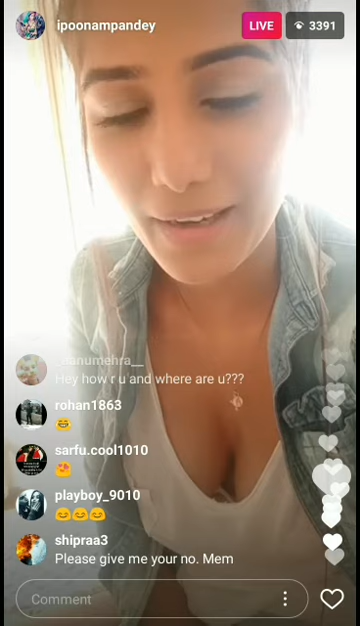 ipoonampandey
LIVE
3391
Hey how r u and where are u???
rohan1863
😂
sarfu.cool1010
😍
playboy_9010
😊😊😊
shipraa3
Please give me your no. Mem
Comment